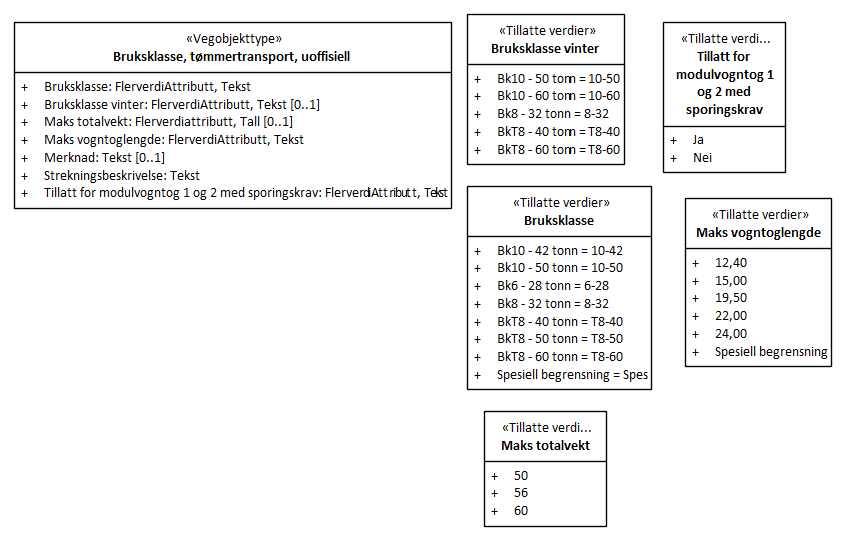 «Vegobjekttype»
Bruksklasse, tømmertransport, uoffisiell
+ Bruksklasse: FlerverdiAttributt, Tekst
+ Bruksklasse vinter: FlerverdiAttributt, Tekst [0..1]
+ Maks totalvekt: Flerverdiattributt, Tall [0..1]
+ Maks vogntoglengde: FlerverdiAttributt, Tekst
+ Merknad: Tekst [0..1]
+ Strekningsbeskrivelse: Tekst
+ Tillatt for modulvogntog 1 og 2 med sporingskrav: FlerverdiAttributt, Tekst
«Tillatte verdier»
Bruksklasse vinter
+ Bk10 - 50 tonn = 10-50
+ Bk10 - 60 tonn = 10-60
+ Bk8 - 32 tonn = 8-32
+ BkT8 - 40 tonn = T8-40
+ BkT8 - 60 tonn = T8-60
«Tillatte verdi...
Tillatt for
modulvogntog 1
og 2 med
sporingskrav
+ Ja
+ Nei
«Tillatte verdier»
Bruksklasse
+ Bk10 - 42 tonn = 10-42
+ Bk10 - 50 tonn = 10-50
+ Bk6 - 28 tonn = 6-28
+ Bk8 - 32 tonn = 8-32
+ BkT8 - 40 tonn = T8-40
+ BkT8 - 50 tonn = T8-50
+ BkT8 - 60 tonn = T8-60
+ Spesiell begrensning = Spes
«Tillatte verdier»
Maks vogntoglengde
+ 12,40
+ 15,00
+ 19,50
+ 22,00
+ 24,00
+ Spesiell begrensning
«Tillatte verdi...
Maks totalvekt
+ 50
+ 56
+ 60